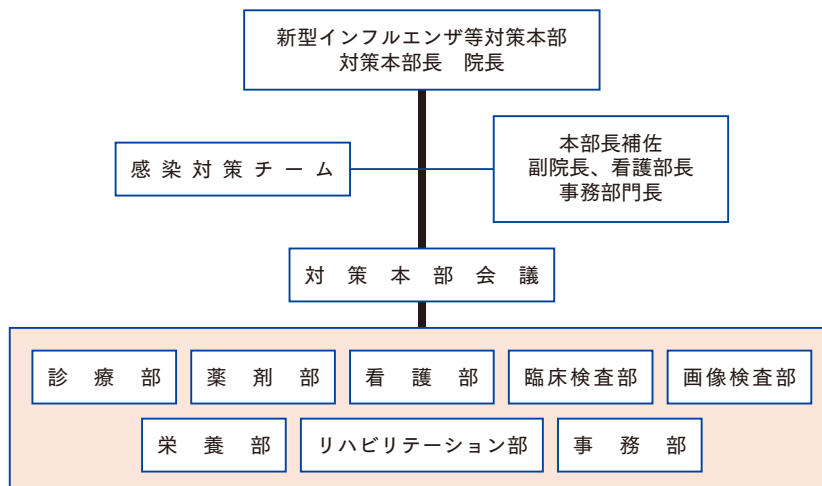 新型インフルエンザ等対策本部
対策本部長　院長
感染対策チーム
本部長補佐
副院長、看護部長
事務部門長
対策本部会議
診療部
薬剤部
看護部
臨床検査部
画像検査部
栄養部
リハビリテーション部
事務部